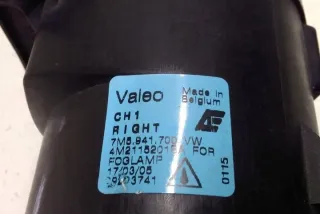 Valeo
Made in
Belgium
CH1
RIGHT
7M5.941.700 VW
FOR
FOGLAMP
17/03/05
0115